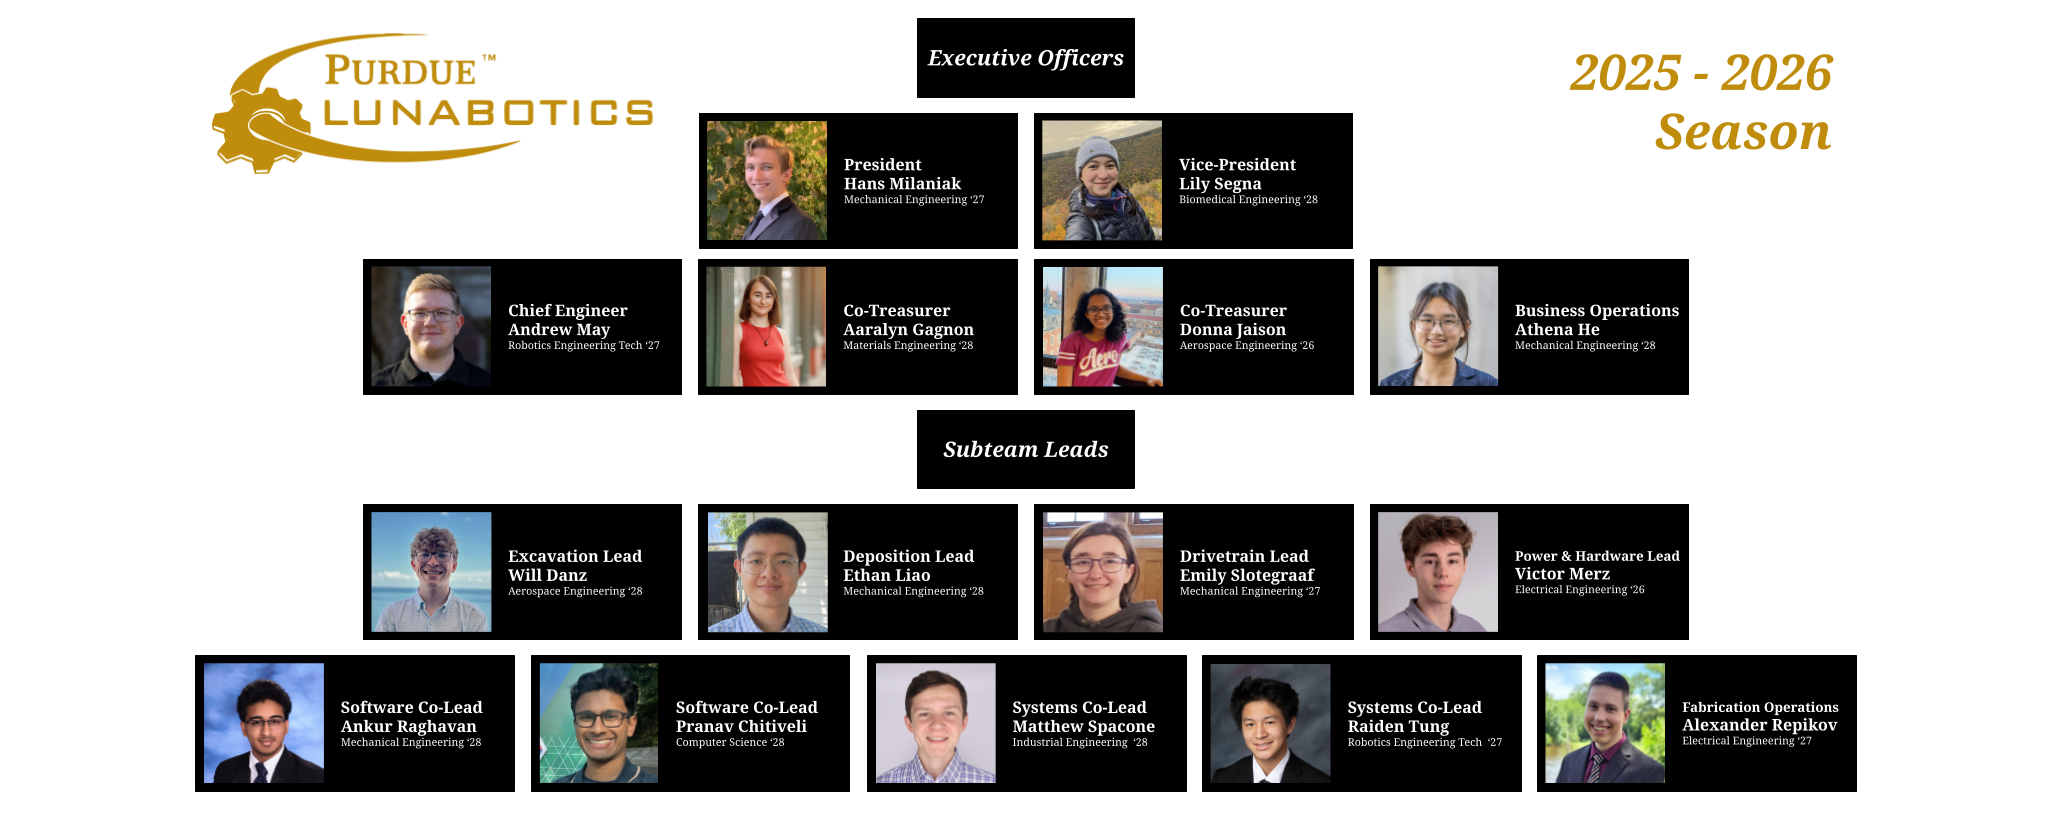 PURDUE™
LUNABOTICS
Executive Officers
2025 - 2026
Season
President
Hans Milaniak
Mechanical Engineering ‘27
Vice-President
Lily Segna
Biomedical Engineering ‘28
Chief Engineer
Andrew May
Robotics Engineering Tech ‘27
Co-Treasurer
Aaralyn Gagnon
Materials Engineering ‘28
Co-Treasurer
Donna Jaison
Aerospace Engineering ‘26
Aero
Business Operations
Athena He
Mechanical Engineering ‘28
Subteam Leads
Excavation Lead
Will Danz
Aerospace Engineering ‘28
Deposition Lead
Ethan Liao
Mechanical Engineering ‘28
Drivetrain Lead
Emily Slotegraaf
Mechanical Engineering ‘27
Power & Hardware Lead
Victor Merz
Electrical Engineering ‘26
Software Co-Lead
Ankur Raghavan
Mechanical Engineering ‘28
Software Co-Lead
Pranav Chitiveli
Computer Science ‘28
Systems Co-Lead
Matthew Spacone
Industrial Engineering ‘28
Systems Co-Lead
Raiden Tung
Robotics Engineering Tech ‘27
Fabrication Operations
Alexander Repikov
Electrical Engineering ‘27